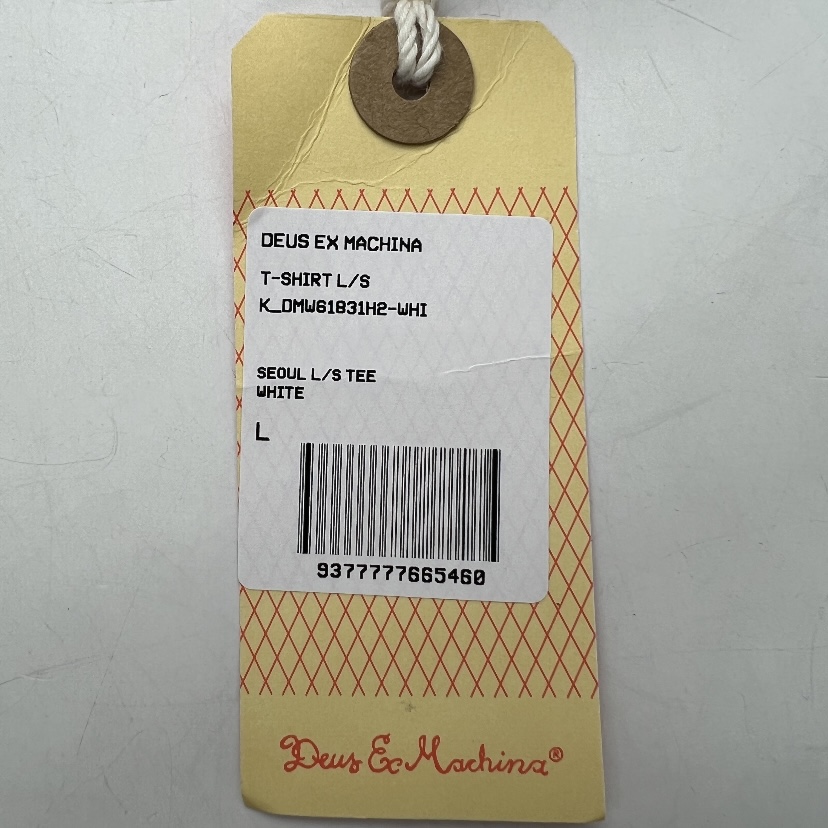 DEUS EX MACHINA
T-SHIRT L/S
K_DMW61831H2-WHI
SEOUL L/S TEE
WHITE
L
9377777665460
Deus Ex Machina®